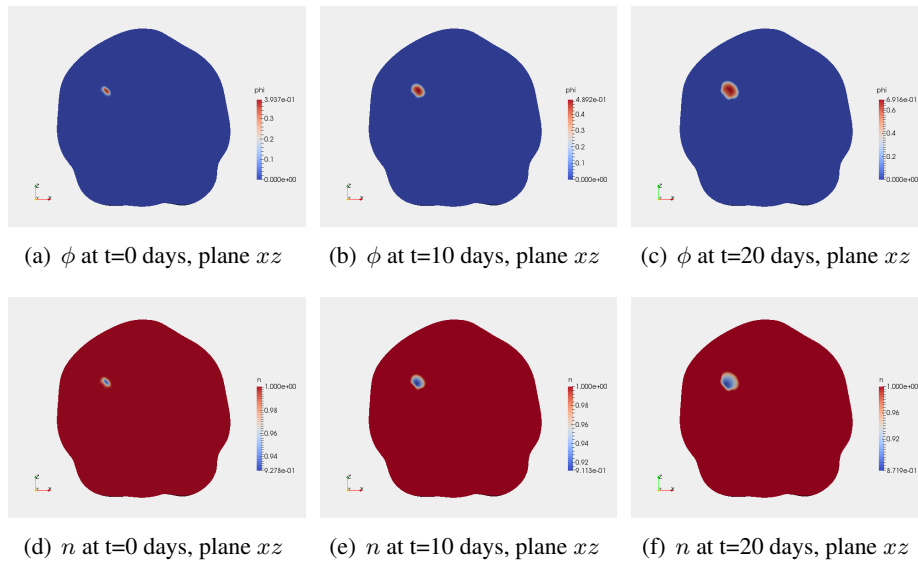 phi
3.937e-01
0.3
0.2
0.1
0.000e+00
phi
4.892e-01
0.4
0.3
0.2
0.1
0.000e+00
phi
6.916e-01
0.6
0.4
0.2
0.000e+00
(a) ϕ at t=0 days, plane xz
(b) ϕ at t=10 days, plane xz
(c) ϕ at t=20 days, plane xz
n
1.000e+00
0.98
0.96
0.94
9.278e-01
n
1.000e+00
0.98
0.96
0.94
0.92
9.113e-01
n
1.000e+00
0.96
0.92
8.719e-01
(d) n at t=0 days, plane xz
(e) n at t=10 days, plane xz
(f) n at t=20 days, plane xz